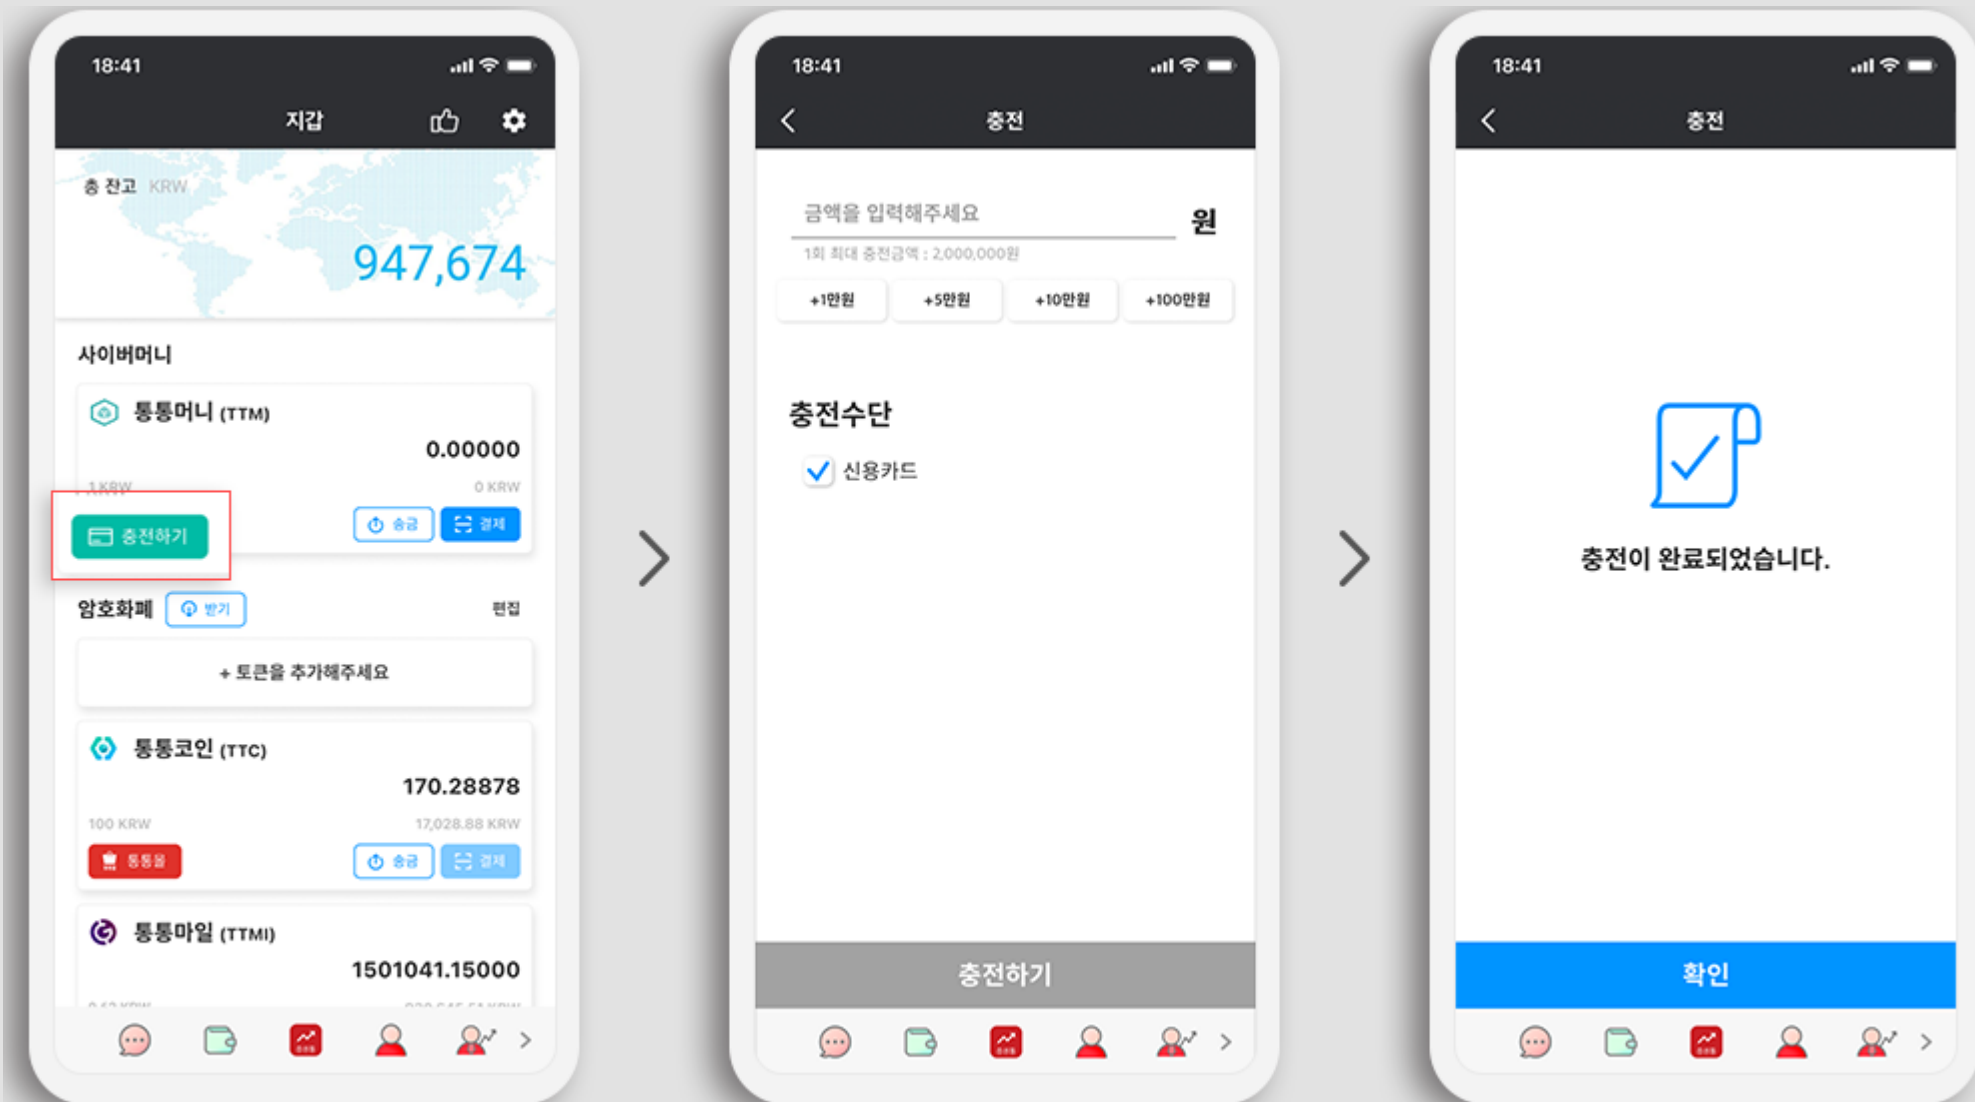 18:41
지갑
총 잔고 KRW
947,674
사이버머니
통통머니 (TTM)
0.00000
1 KRW
0 KRW
충전하기
송금
결제
암호화폐
받기
편집
+ 토큰을 추가해주세요
통통코인 (TTC)
170.28878
100 KRW
17,028.88 KRW
통통몰
송금
결제
통통마일 (TTMI)
1501041.15000
18:41
충전
금액을 입력해주세요
원
1회 최대 충전금액 : 2,000,000원
+1만원
+5만원
+10만원
+100만원
충전수단
신용카드
충전하기
18:41
충전
충전이 완료되었습니다.
확인